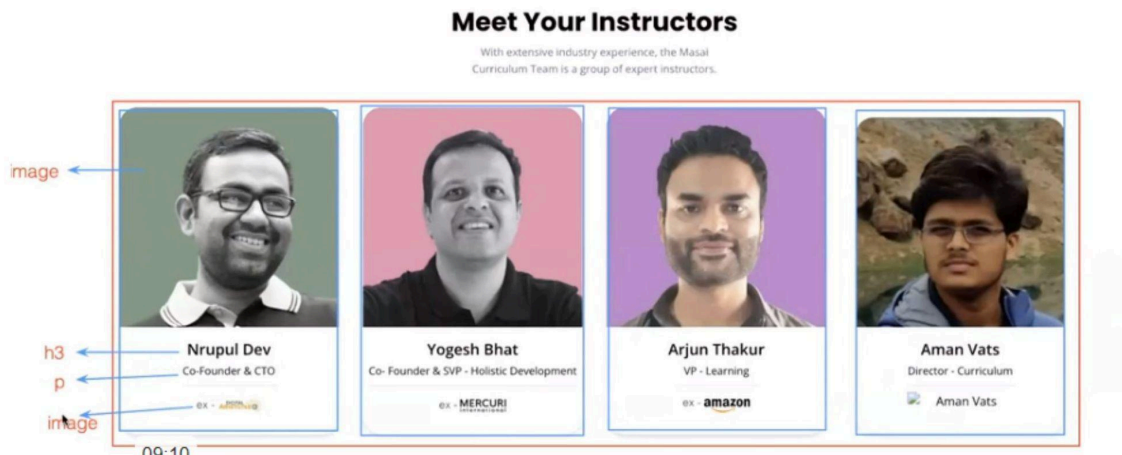 Meet Your Instructors
With extensive industry experience, the Masai
Curriculum Team is a group of expert instructors.
image
h3
p
image
Nrupul Dev
Co-Founder & CTO
ex -
Yogesh Bhat
Co- Founder & SVP - Holistic Development
ex - MERCURI
International
Arjun Thakur
VP - Learning
ex - amazon
Aman Vats
Director - Curriculum
Aman Vats
09:10